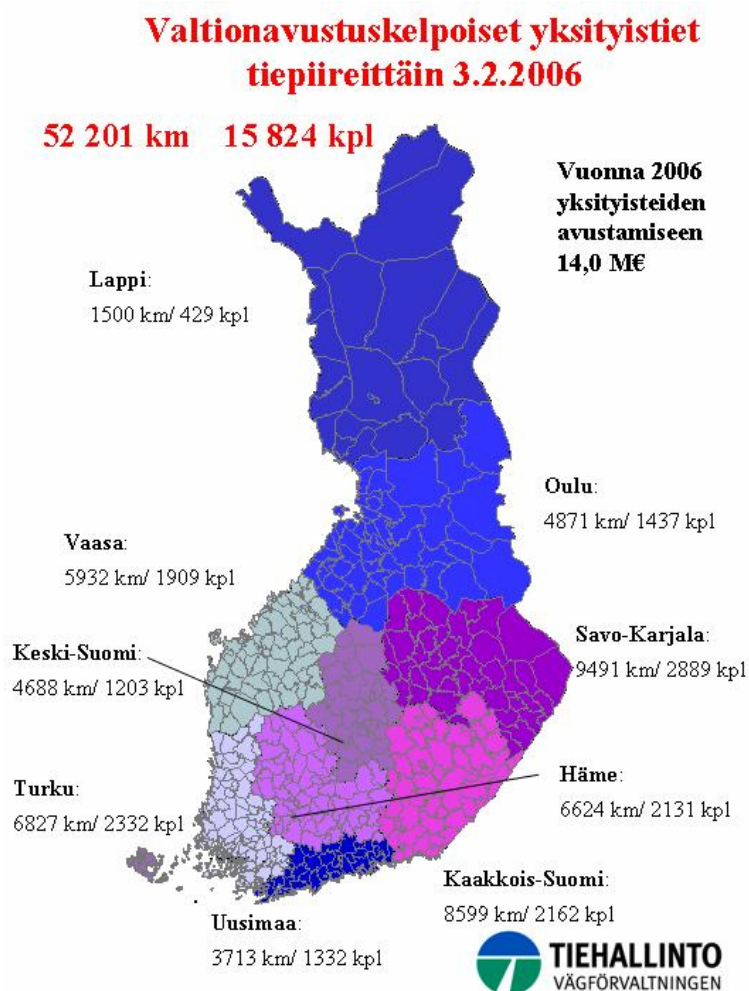 Valtionavustuskelpoiset yksityistiet
tiepiireittäin 3.2.2006
52 201 km 15 824 kpl
Vuonna 2006
yksityisteiden
avustamiseen
14,0 M€
Lappi:
1500 km/ 429 kpl
Oulu:
4871 km/ 1437 kpl
Vaasa:
5932 km/ 1909 kpl
Savo-Karjala:
9491 km/ 2889 kpl
Keski-Suomi:
4688 km/ 1203 kpl
Häme:
6624 km/ 2131 kpl
Turku:
6827 km/ 2332 kpl
Kaakkois-Suomi:
8599 km/ 2162 kpl
Uusimaa:
3713 km/ 1332 kpl
TIEHALLINTO
VÄGFÖRVALTNINGEN